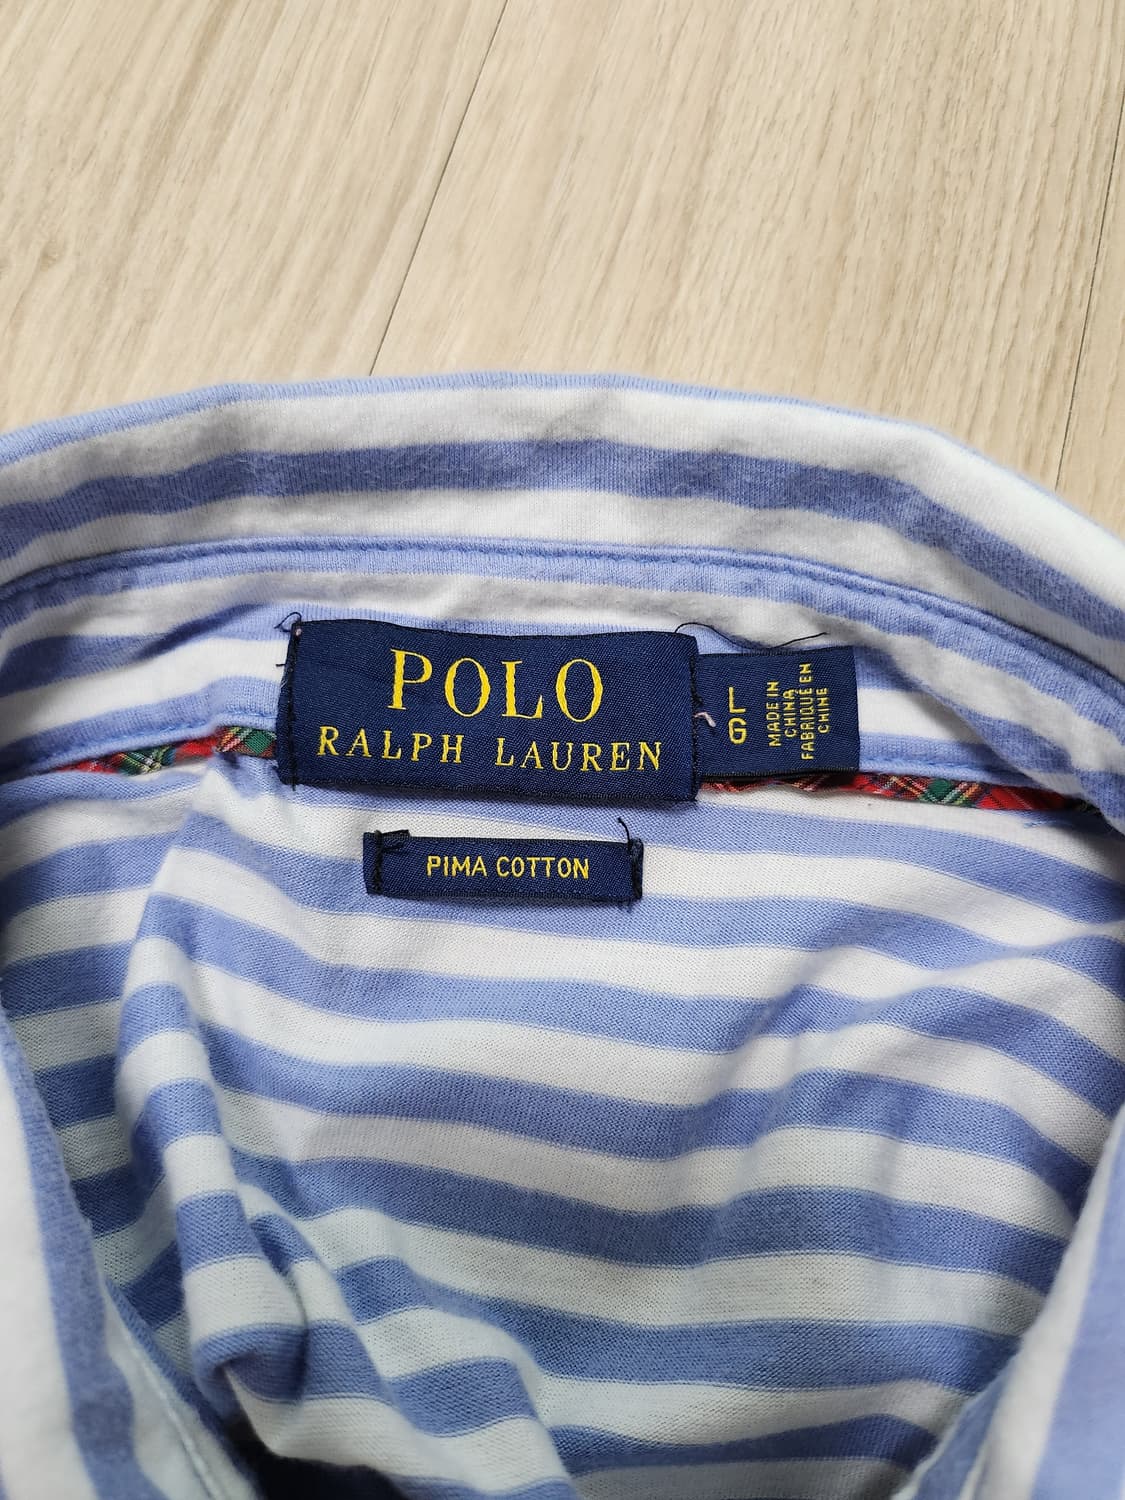 POLO
RALPH LAUREN
L
G
MADE IN
CHINA
FABRIQUÉ EN
CHINE
PIMA COTTON